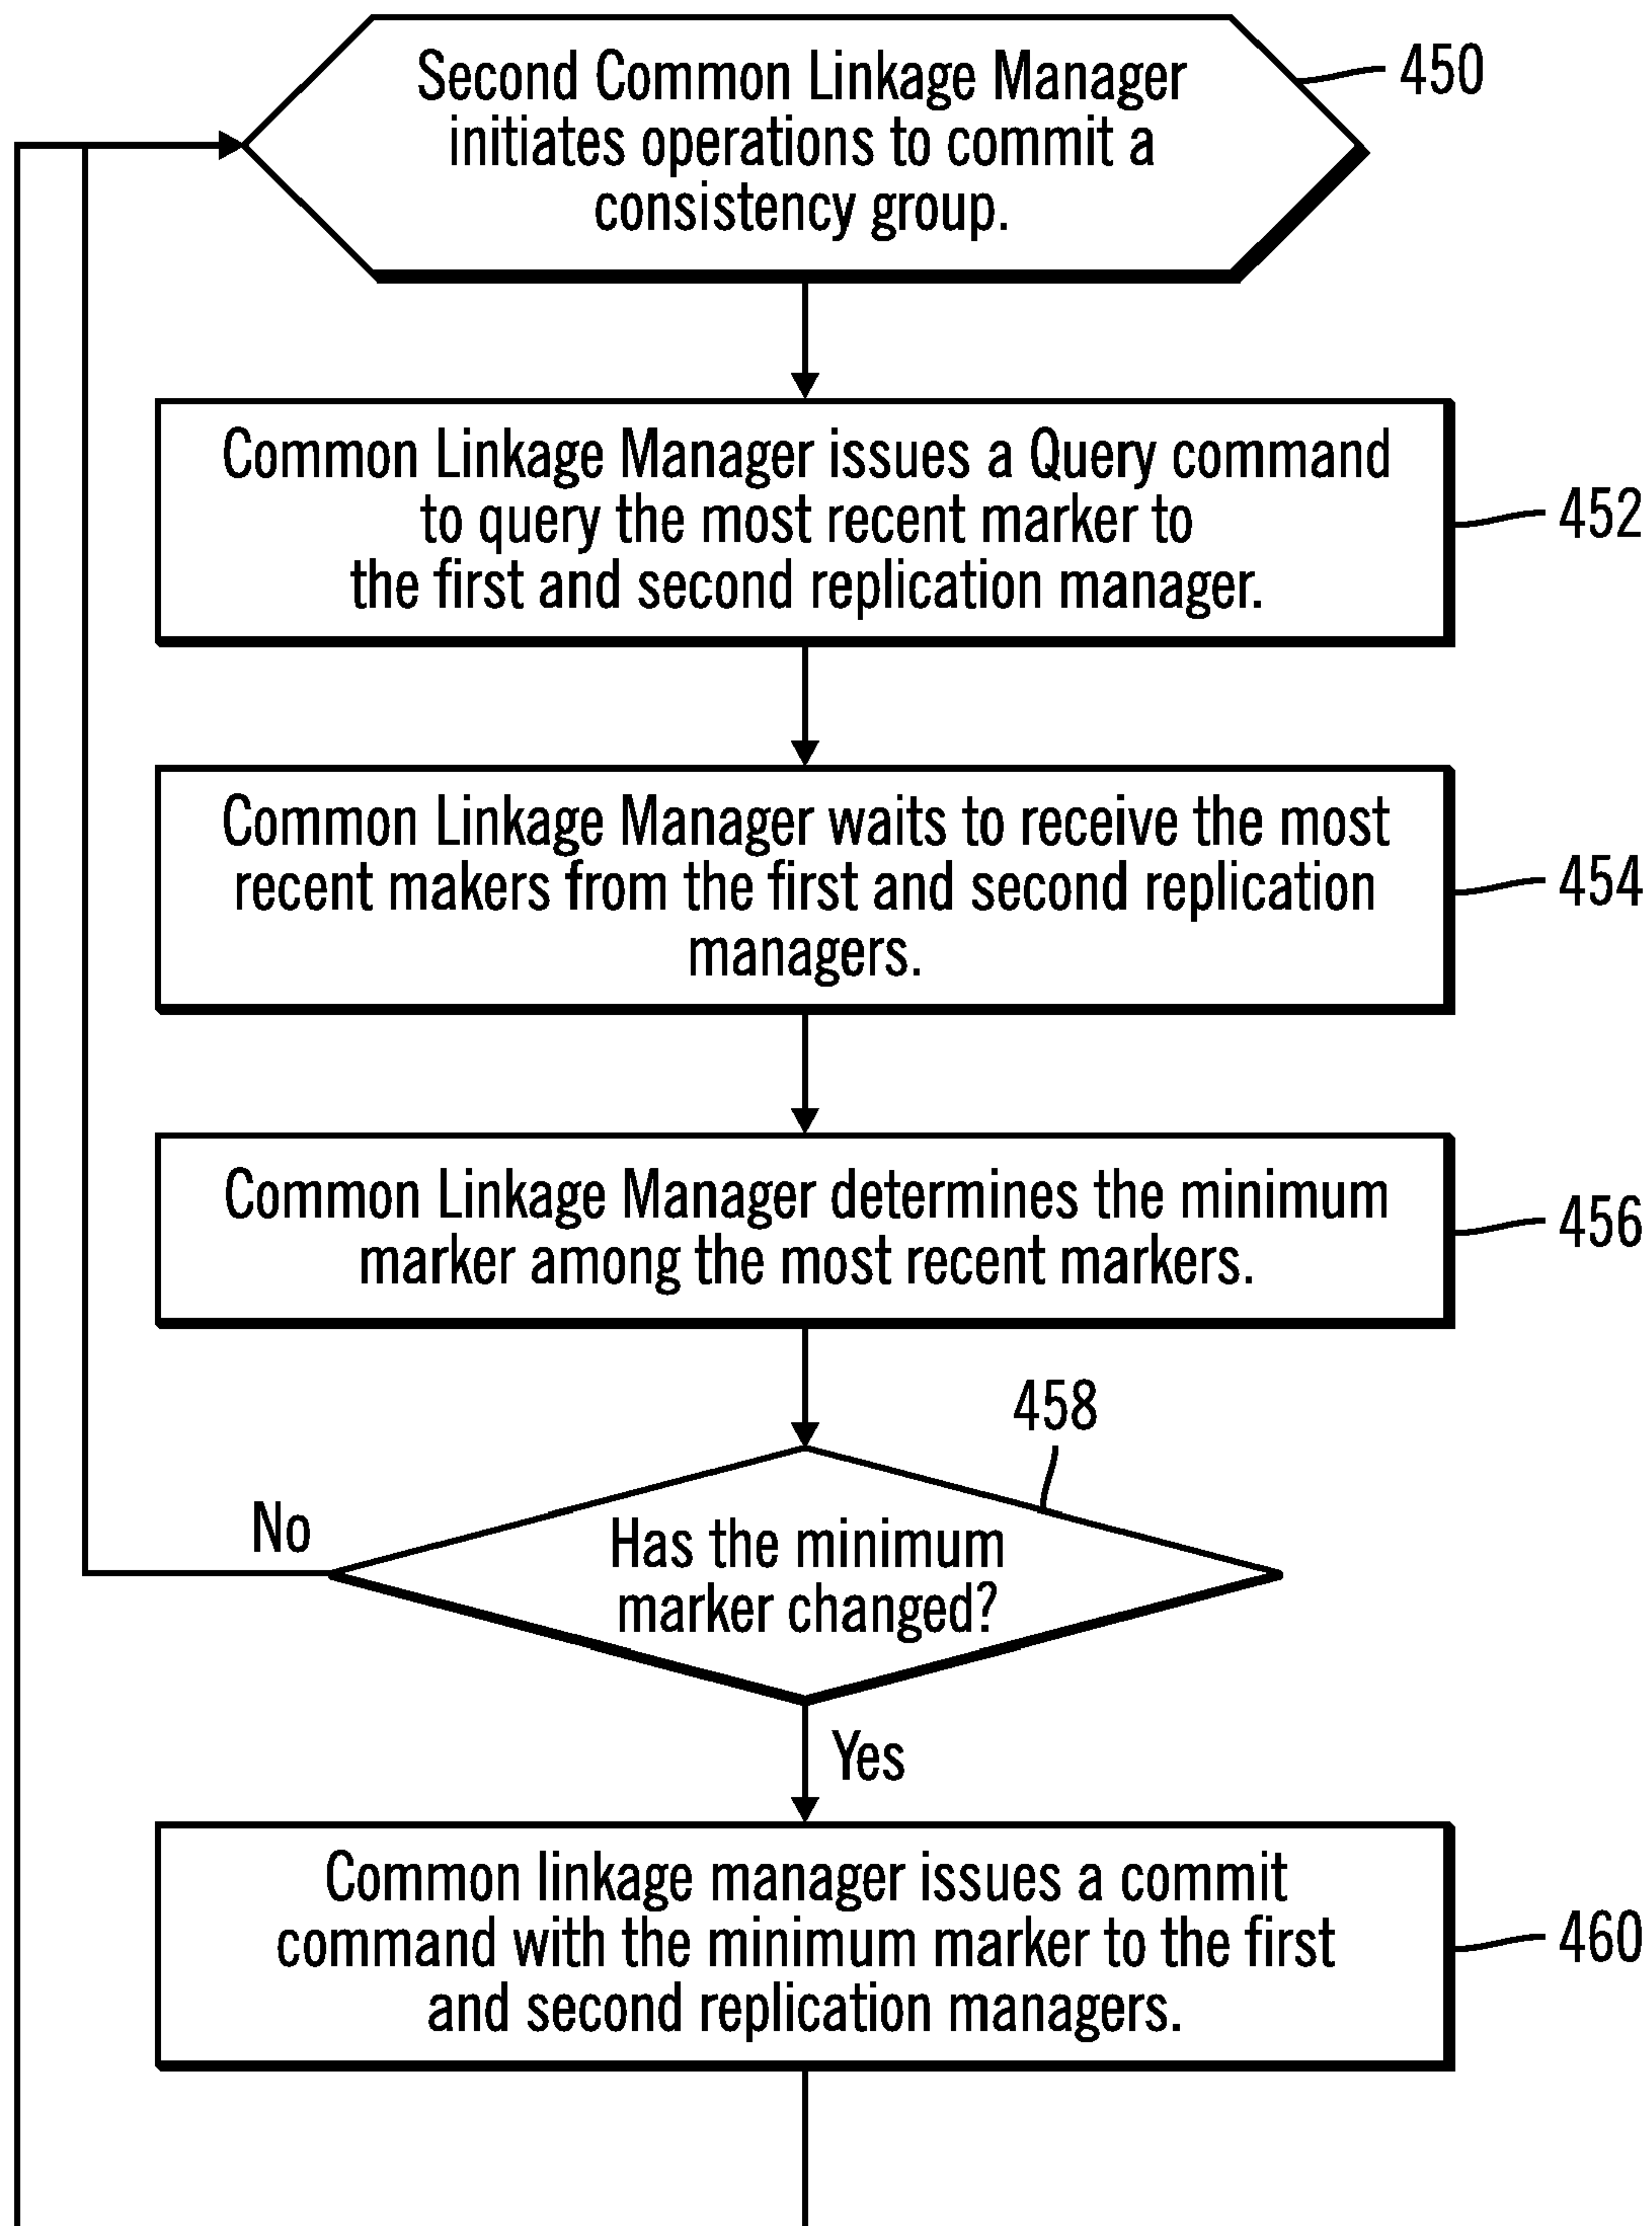 Second Common Linkage Manager
initiates operations to commit a
consistency group.
450
Common Linkage Manager issues a Query command
to query the most recent marker to
the first and second replication manager.
452
Common Linkage Manager waits to receive the most
recent makers from the first and second replication
managers.
454
Common Linkage Manager determines the minimum
marker among the most recent markers.
456
458
Has the minimum
marker changed?
No
Yes
Common linkage manager issues a commit
command with the minimum marker to the first
and second replication managers.
460